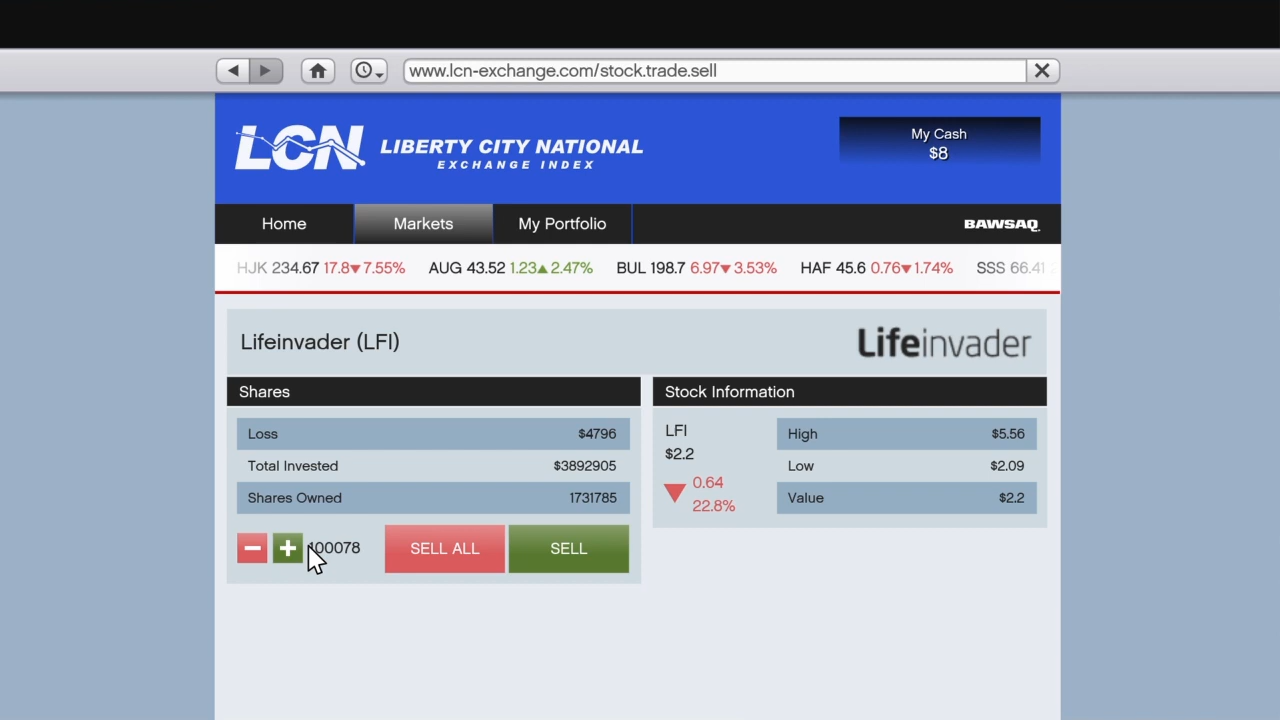 www.lcn-exchange.com/stock.trade.sell
LCN LIBERTY CITY NATIONAL
EXCHANGE INDEX
My Cash
$8
Home Markets My Portfolio BAWSAQ
HJK 234.67 17.8▼7.55% AUG 43.52 1.23▲2.47% BUL 198.7 6.97▼3.53% HAF 45.6 0.76▼1.74% SSS 66.41
Lifeinvader (LFI) Lifeinvader
Shares
Loss $4796
Total Invested $3892905
Shares Owned 1731785
100078 SELL ALL SELL
Stock Information
LFI
$2.2
0.64
22.8%
High $5.56
Low $2.09
Value $2.2